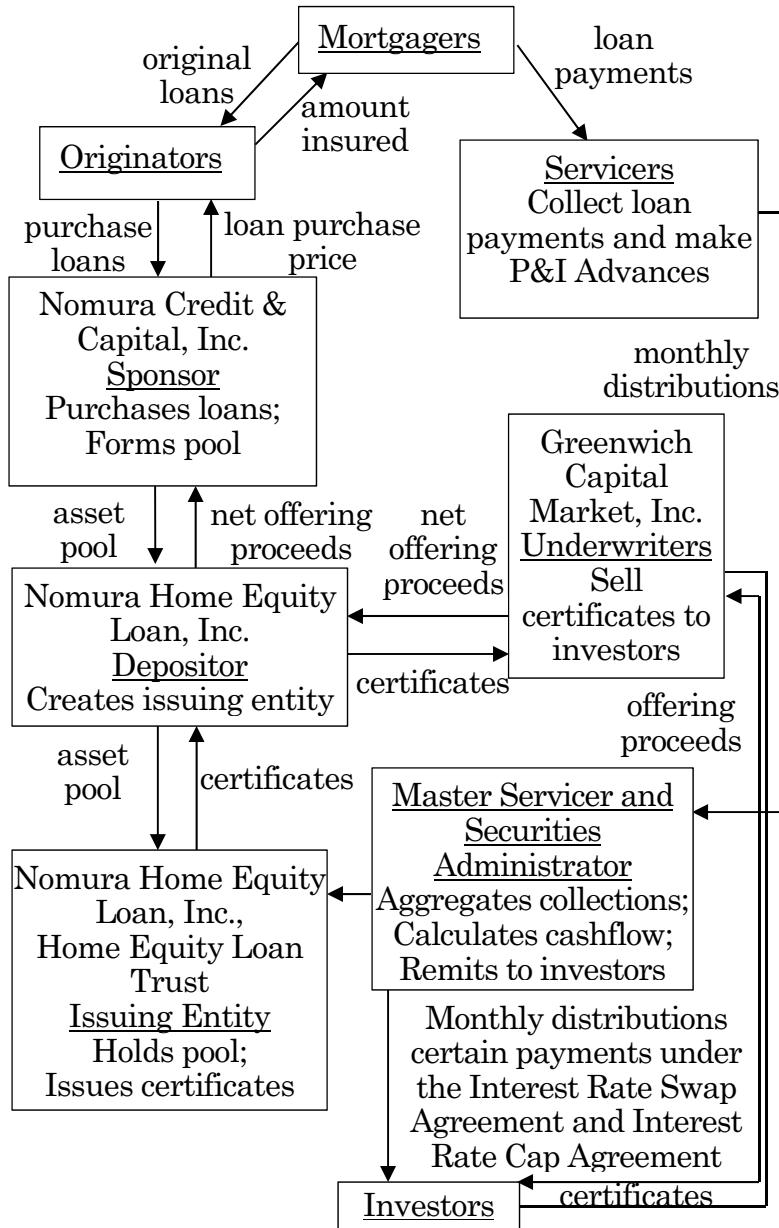 Mortgagers
original
loans
amount
insured
loan
payments
Originators
Servicers
Collect loan
payments and make
P&I Advances
purchase
loans
loan purchase
price
Nomura Credit &
Capital, Inc.
Sponsor
Purchases loans;
Forms pool
monthly
distributions
Greenwich
Capital
Market, Inc.
Underwriters
Sell
certificates to
investors
asset
pool
net offering
proceeds
net
offering
proceeds
Nomura Home Equity
Loan, Inc.
Depositor
Creates issuing entity
certificates
offering
proceeds
asset
pool
certificates
Master Servicer and
Securities
Administrator
Aggregates collections;
Calculates cashflow;
Remits to investors
Nomura Home Equity
Loan, Inc.,
Home Equity Loan
Trust
Issuing Entity
Holds pool;
Issues certificates
Monthly distributions
certain payments under
the Interest Rate Swap
Agreement and Interest
Rate Cap Agreement
Investors
certificates